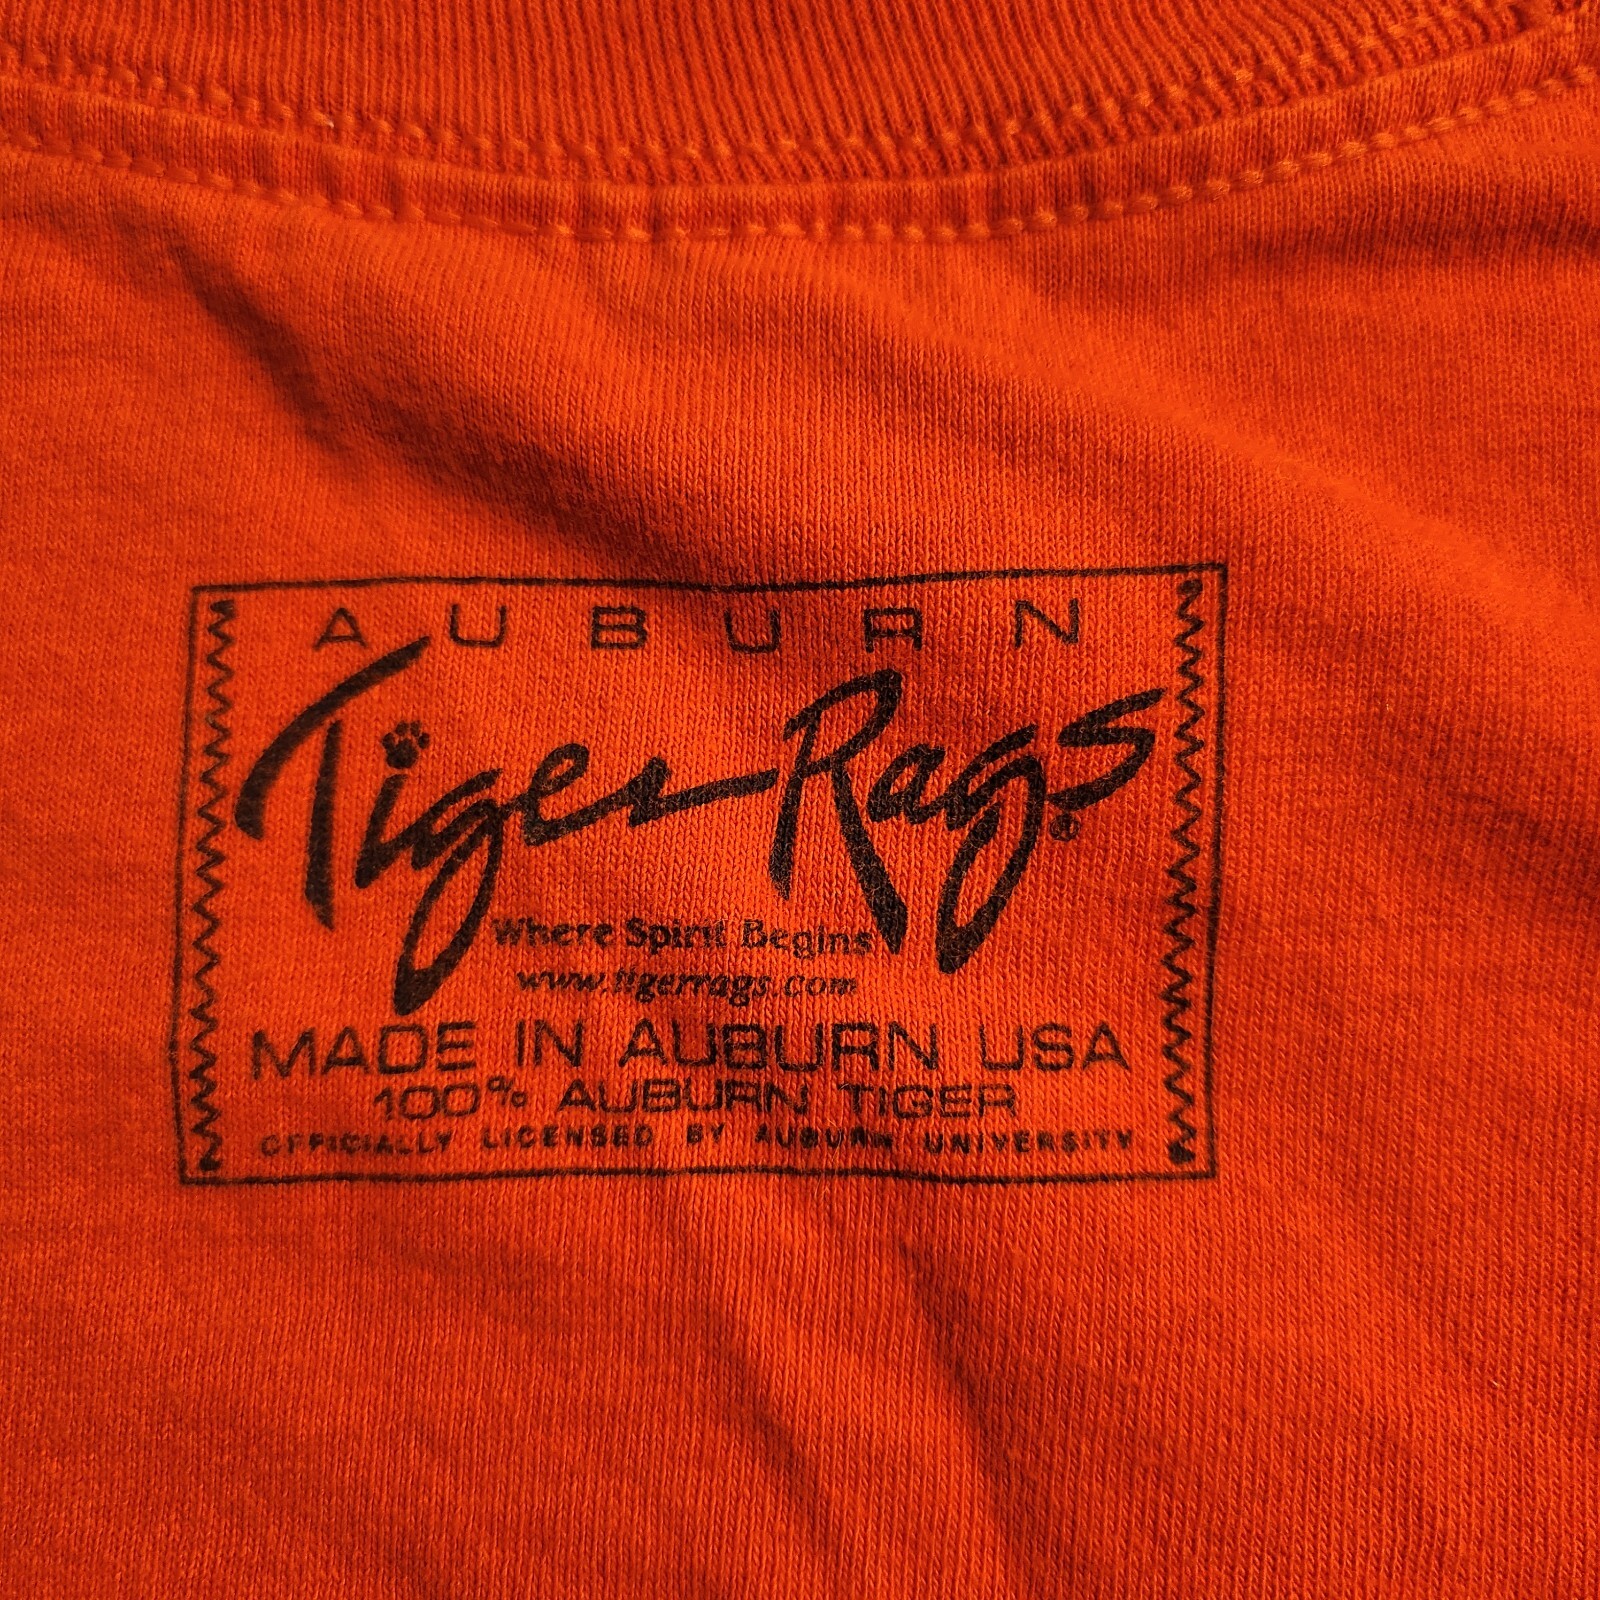 AUBURN
Tiger Rags®
Where Spirit Begins
www.tigerrags.com
MADE IN AUBURN USA
100% AUBURN TIGER
OFFICIALLY LICENSED BY AUBURN UNIVERSITY